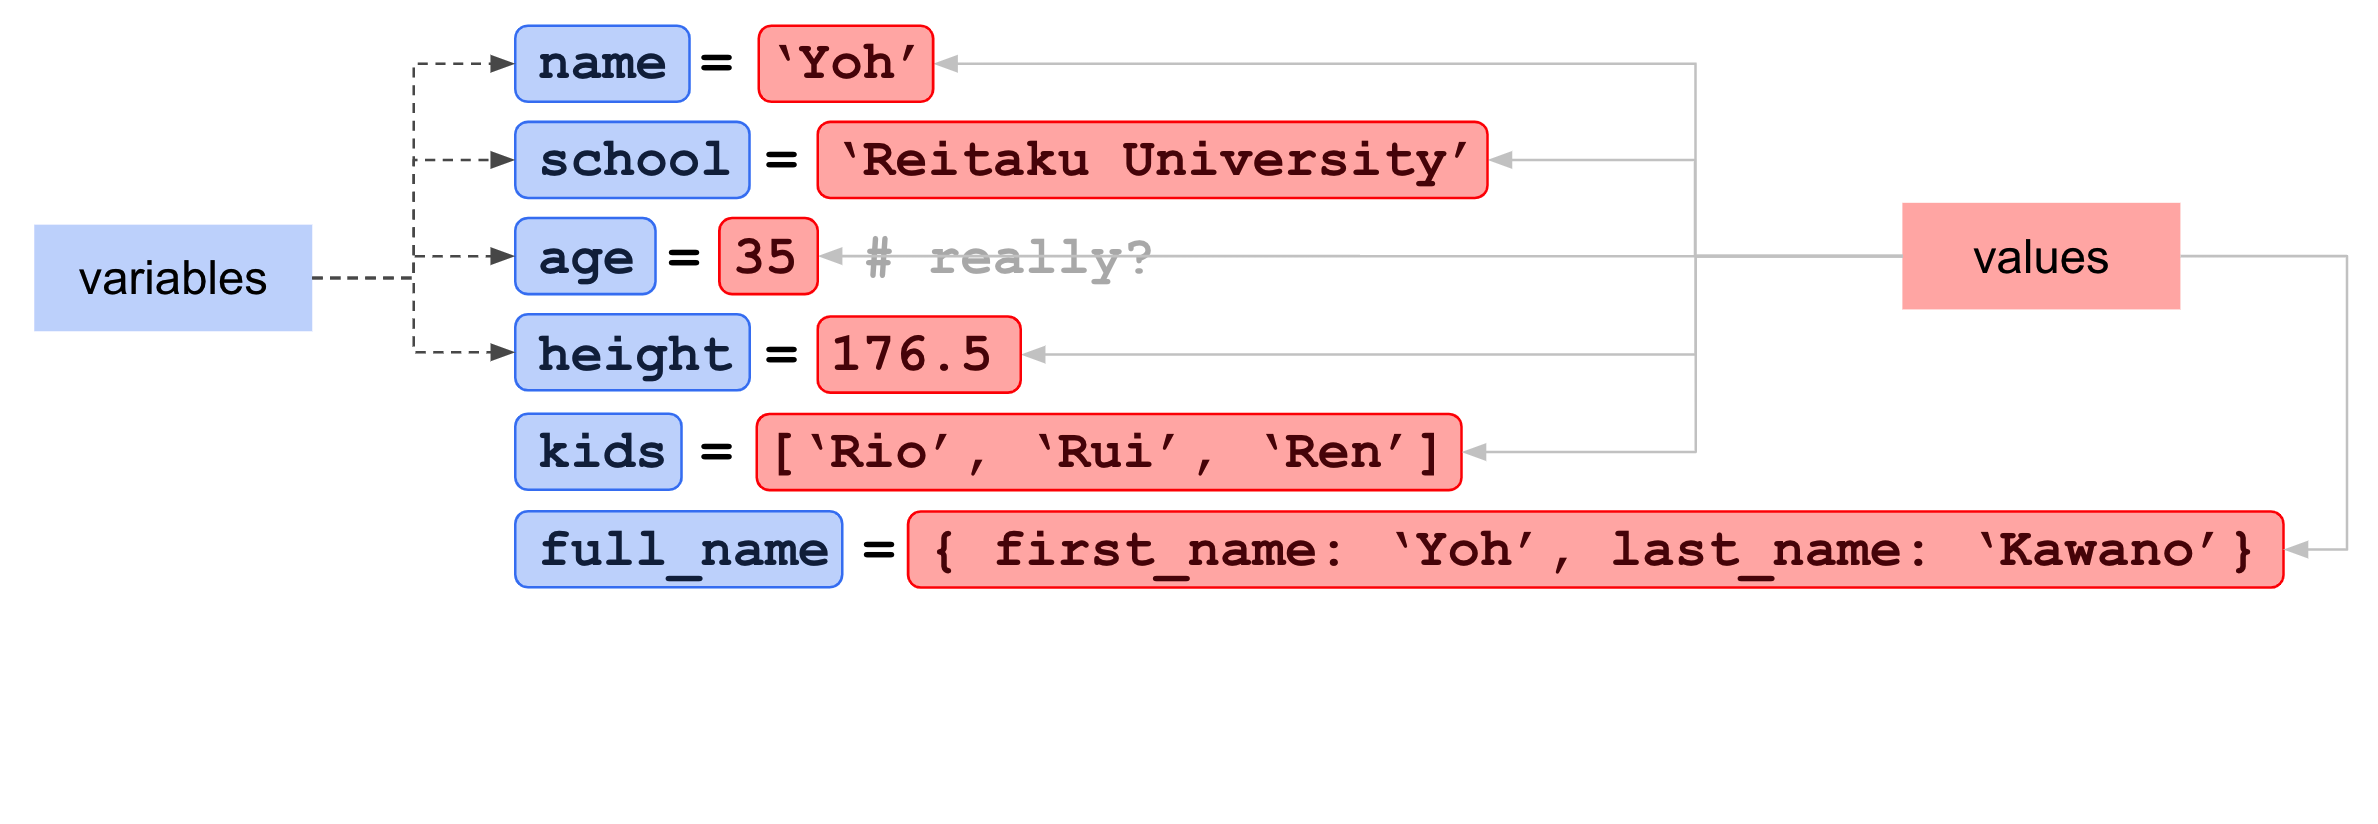 name = ‘Yoh’
school = ‘Reitaku University’
age = 35 # really?
variables
values
height = 176.5
kids = [‘Rio’, ‘Rui’, ‘Ren’]
full_name = { first_name: ‘Yoh’, last_name: ‘Kawano’}